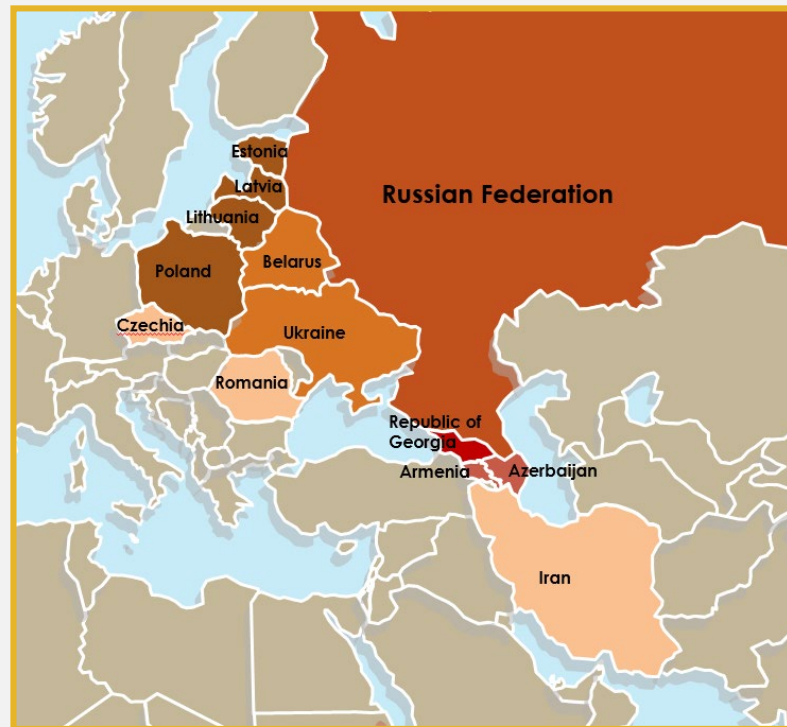 Estonia
Latvia
Lithuania
Russian Federation
Belarus
Poland
Czechia
Ukraine
Romania
Republic of
Georgia
Armenia
Azerbaijan
Iran